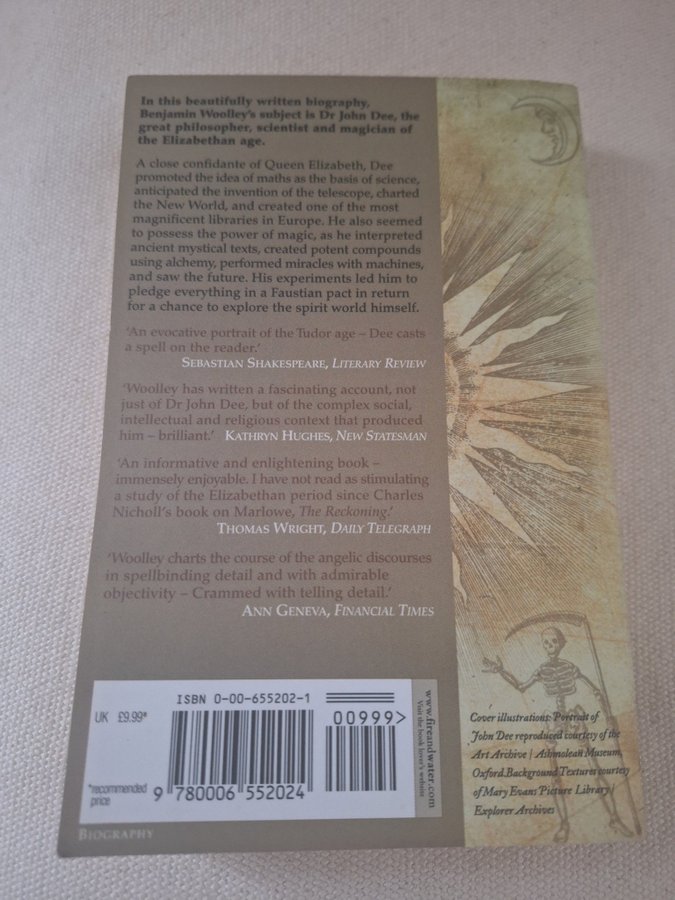 In this beautifully written biography,
Benjamin Woolley's subject is Dr John Dee, the
great philosopher, scientist and magician of
the Elizabethan age.
A close confidante of Queen Elizabeth, Dee
promoted the idea of maths as the basis of science,
anticipated the invention of the telescope, charted
the New World, and created one of the most
magnificent libraries in Europe. He also seemed
to possess the power of magic, as he interpreted
ancient mystical texts, created potent compounds
using alchemy, performed miracles with machines,
and saw the future. His experiments led him to
pledge everything in a Faustian pact in return
for a chance to explore the spirit world himself.
'An evocative portrait of the Tudor age – Dee casts
a spell on the reader.'
SEBASTIAN SHAKESPEARE, LITERARY REVIEW
'Woolley has written a fascinating account, not
just of Dr John Dee, but of the complex social,
intellectual and religious context that produced
him – brilliant.' KATHRYN HUGHES, NEW STATESMAN
'An informative and enlightening book –
immensely enjoyable. I have not read as stimulating
a study of the Elizabethan period since Charles
Nicholl's book on Marlowe, The Reckoning.'
THOMAS WRIGHT, DAILY TELEGRAPH
'Woolley charts the course of the angelic discourses
in spellbinding detail and with admirable
objectivity – Crammed with telling detail.'
ANN GENEVA, FINANCIAL TIMES
ISBN 0-00-655202-1
UK £9.99*
00999>
*recommended
price
9 780006 552024
www.fireandwater.com
Visit the book lover's website
BIOGRAPHY
Cover illustrations: Portrait of
John Dee reproduced courtesy of the
Art Archive / Ashmolean Museum,
Oxford. Background Textures courtesy
of Mary Evans Picture Library /
Explorer Archives